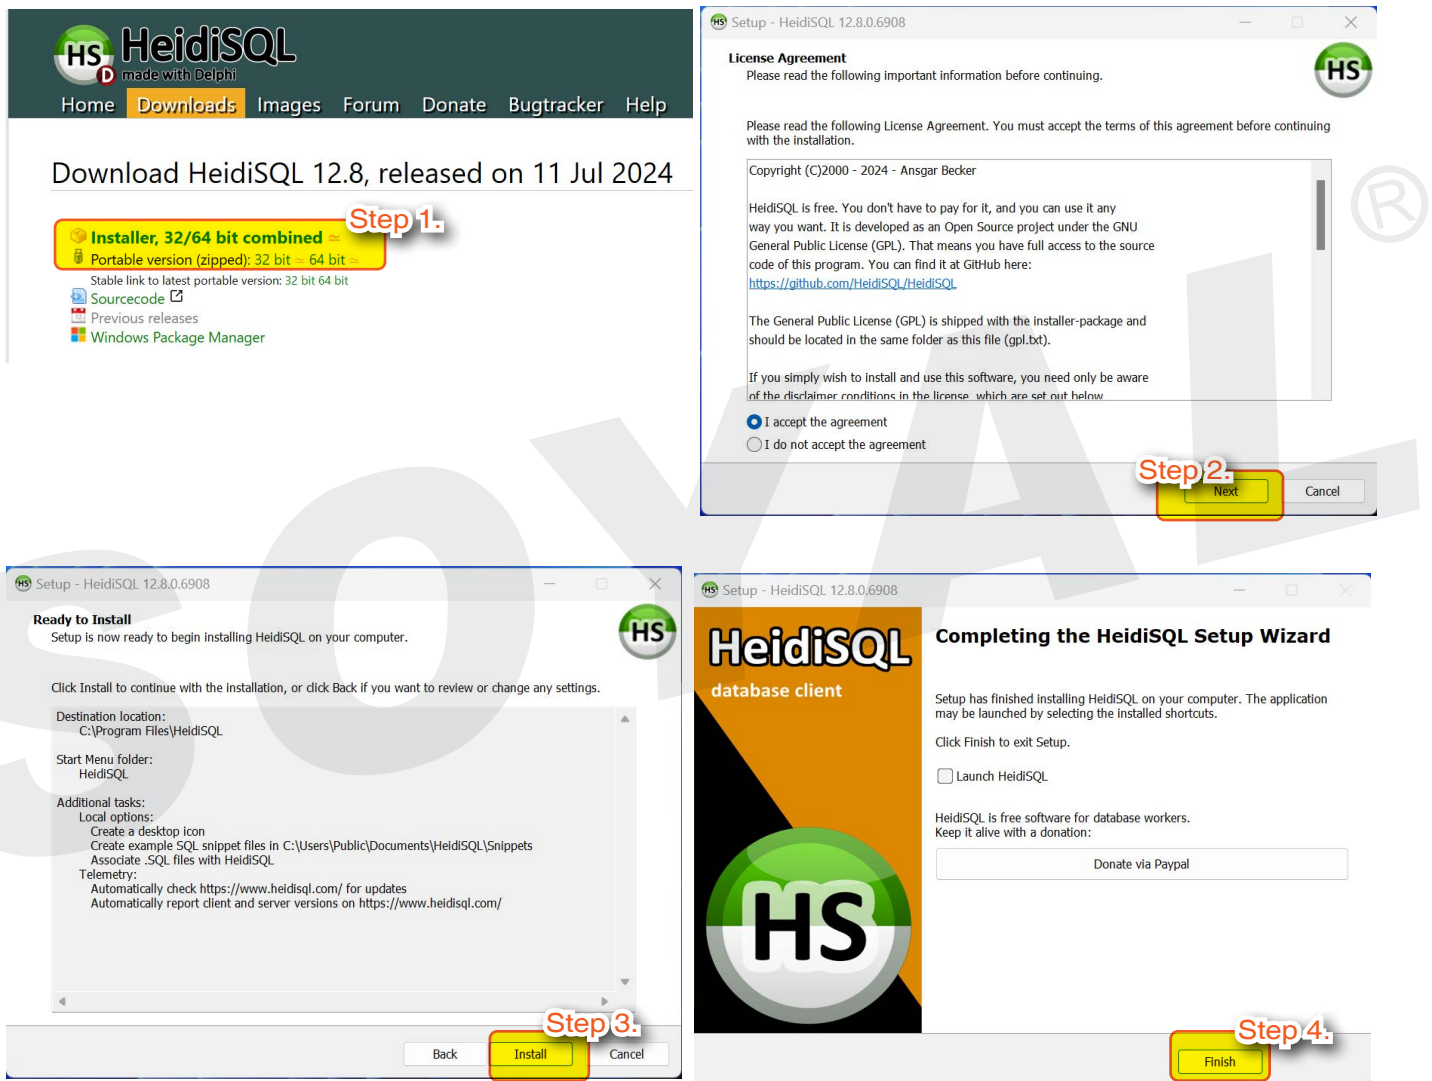 HS HeidiSQL
D made with Delphi
Home Downloads Images Forum Donate Bugtracker Help
Download HeidiSQL 12.8, released on 11 Jul 2024
Step 1.
Installer, 32/64 bit combined ≃
Portable version (zipped): 32 bit ≃ 64 bit ≃
Stable link to latest portable version: 32 bit 64 bit
Sourcecode
Previous releases
Windows Package Manager
HS Setup - HeidiSQL 12.8.0.6908
License Agreement
Please read the following important information before continuing.
HS
Please read the following License Agreement. You must accept the terms of this agreement before continuing
with the installation.
Copyright (C)2000 - 2024 - Ansgar Becker
HeidiSQL is free. You don't have to pay for it, and you can use it any
way you want. It is developed as an Open Source project under the GNU
General Public License (GPL). That means you have full access to the source
code of this program. You can find it at GitHub here:
https://github.com/HeidiSQL/HeidiSQL
The General Public License (GPL) is shipped with the installer-package and
should be located in the same folder as this file (gpl.txt).
If you simply wish to install and use this software, you need only be aware
of the disclaimer conditions in the license, which are set out below.
I accept the agreement
I do not accept the agreement
Step 2.
Next Cancel
HS Setup - HeidiSQL 12.8.0.6908
Ready to Install
Setup is now ready to begin installing HeidiSQL on your computer.
HS
Click Install to continue with the installation, or click Back if you want to review or change any settings.
Destination location:
C:\Program Files\HeidiSQL
Start Menu folder:
HeidiSQL
Additional tasks:
Local options:
Create a desktop icon
Create example SQL snippet files in C:\Users\Public\Documents\HeidiSQL\Snippets
Associate .SQL files with HeidiSQL
Telemetry:
Automatically check https://www.heidisql.com/ for updates
Automatically report client and server versions on https://www.heidisql.com/
Step 3.
Back Install Cancel
HS Setup - HeidiSQL 12.8.0.6908
HeidiSQL
database client
HS
Completing the HeidiSQL Setup Wizard
Setup has finished installing HeidiSQL on your computer. The application
may be launched by selecting the installed shortcuts.
Click Finish to exit Setup.
Launch HeidiSQL
HeidiSQL is free software for database workers.
Keep it alive with a donation:
Donate via Paypal
Step 4.
Finish
SOYAL®